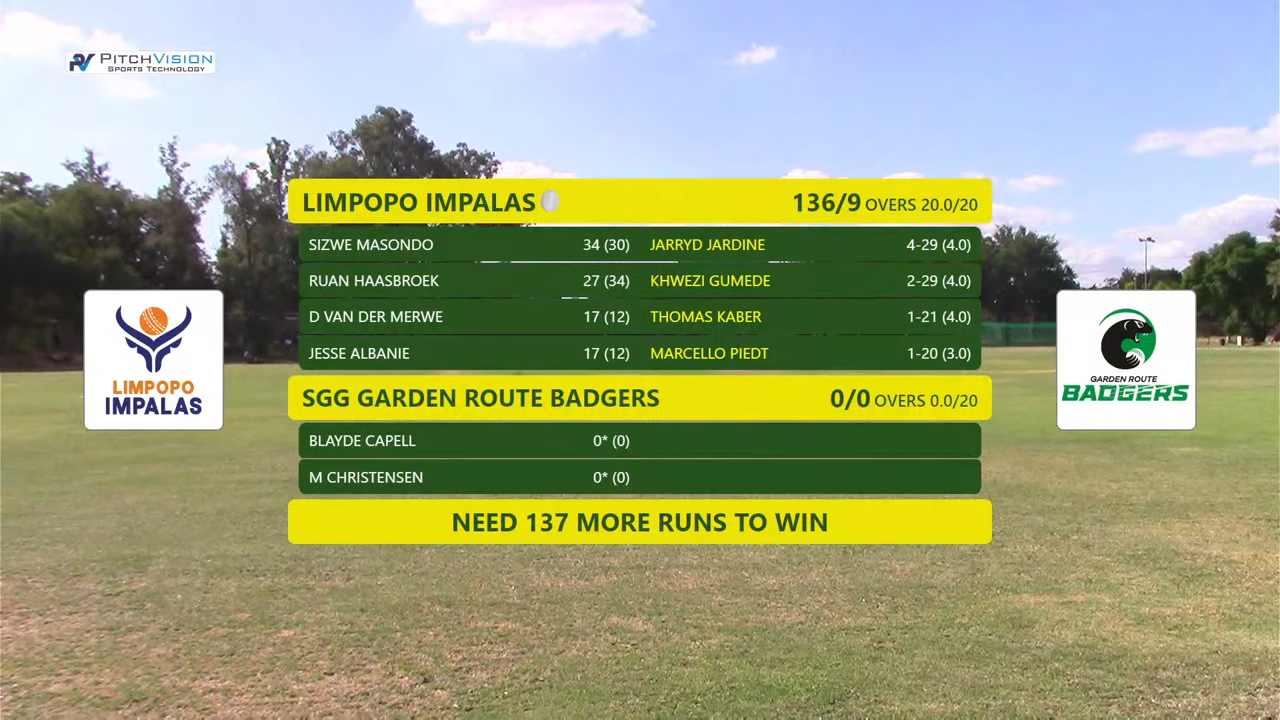 PITCHVISION
SPORTS TECHNOLOGY
LIMPOPO IMPALAS 136/9 OVERS 20.0/20
SIZWE MASONDO 34 (30) JARRYD JARDINE 4-29 (4.0)
RUAN HAASBROEK 27 (34) KHWEZI GUMEDE 2-29 (4.0)
D VAN DER MERWE 17 (12) THOMAS KABER 1-21 (4.0)
JESSE ALBANIE 17 (12) MARCELLO PIEDT 1-20 (3.0)
SGG GARDEN ROUTE BADGERS 0/0 OVERS 0.0/20
BLAYDE CAPELL 0* (0)
M CHRISTENSEN 0* (0)
NEED 137 MORE RUNS TO WIN
LIMPOPO
IMPALAS
GARDEN ROUTE
BADGERS